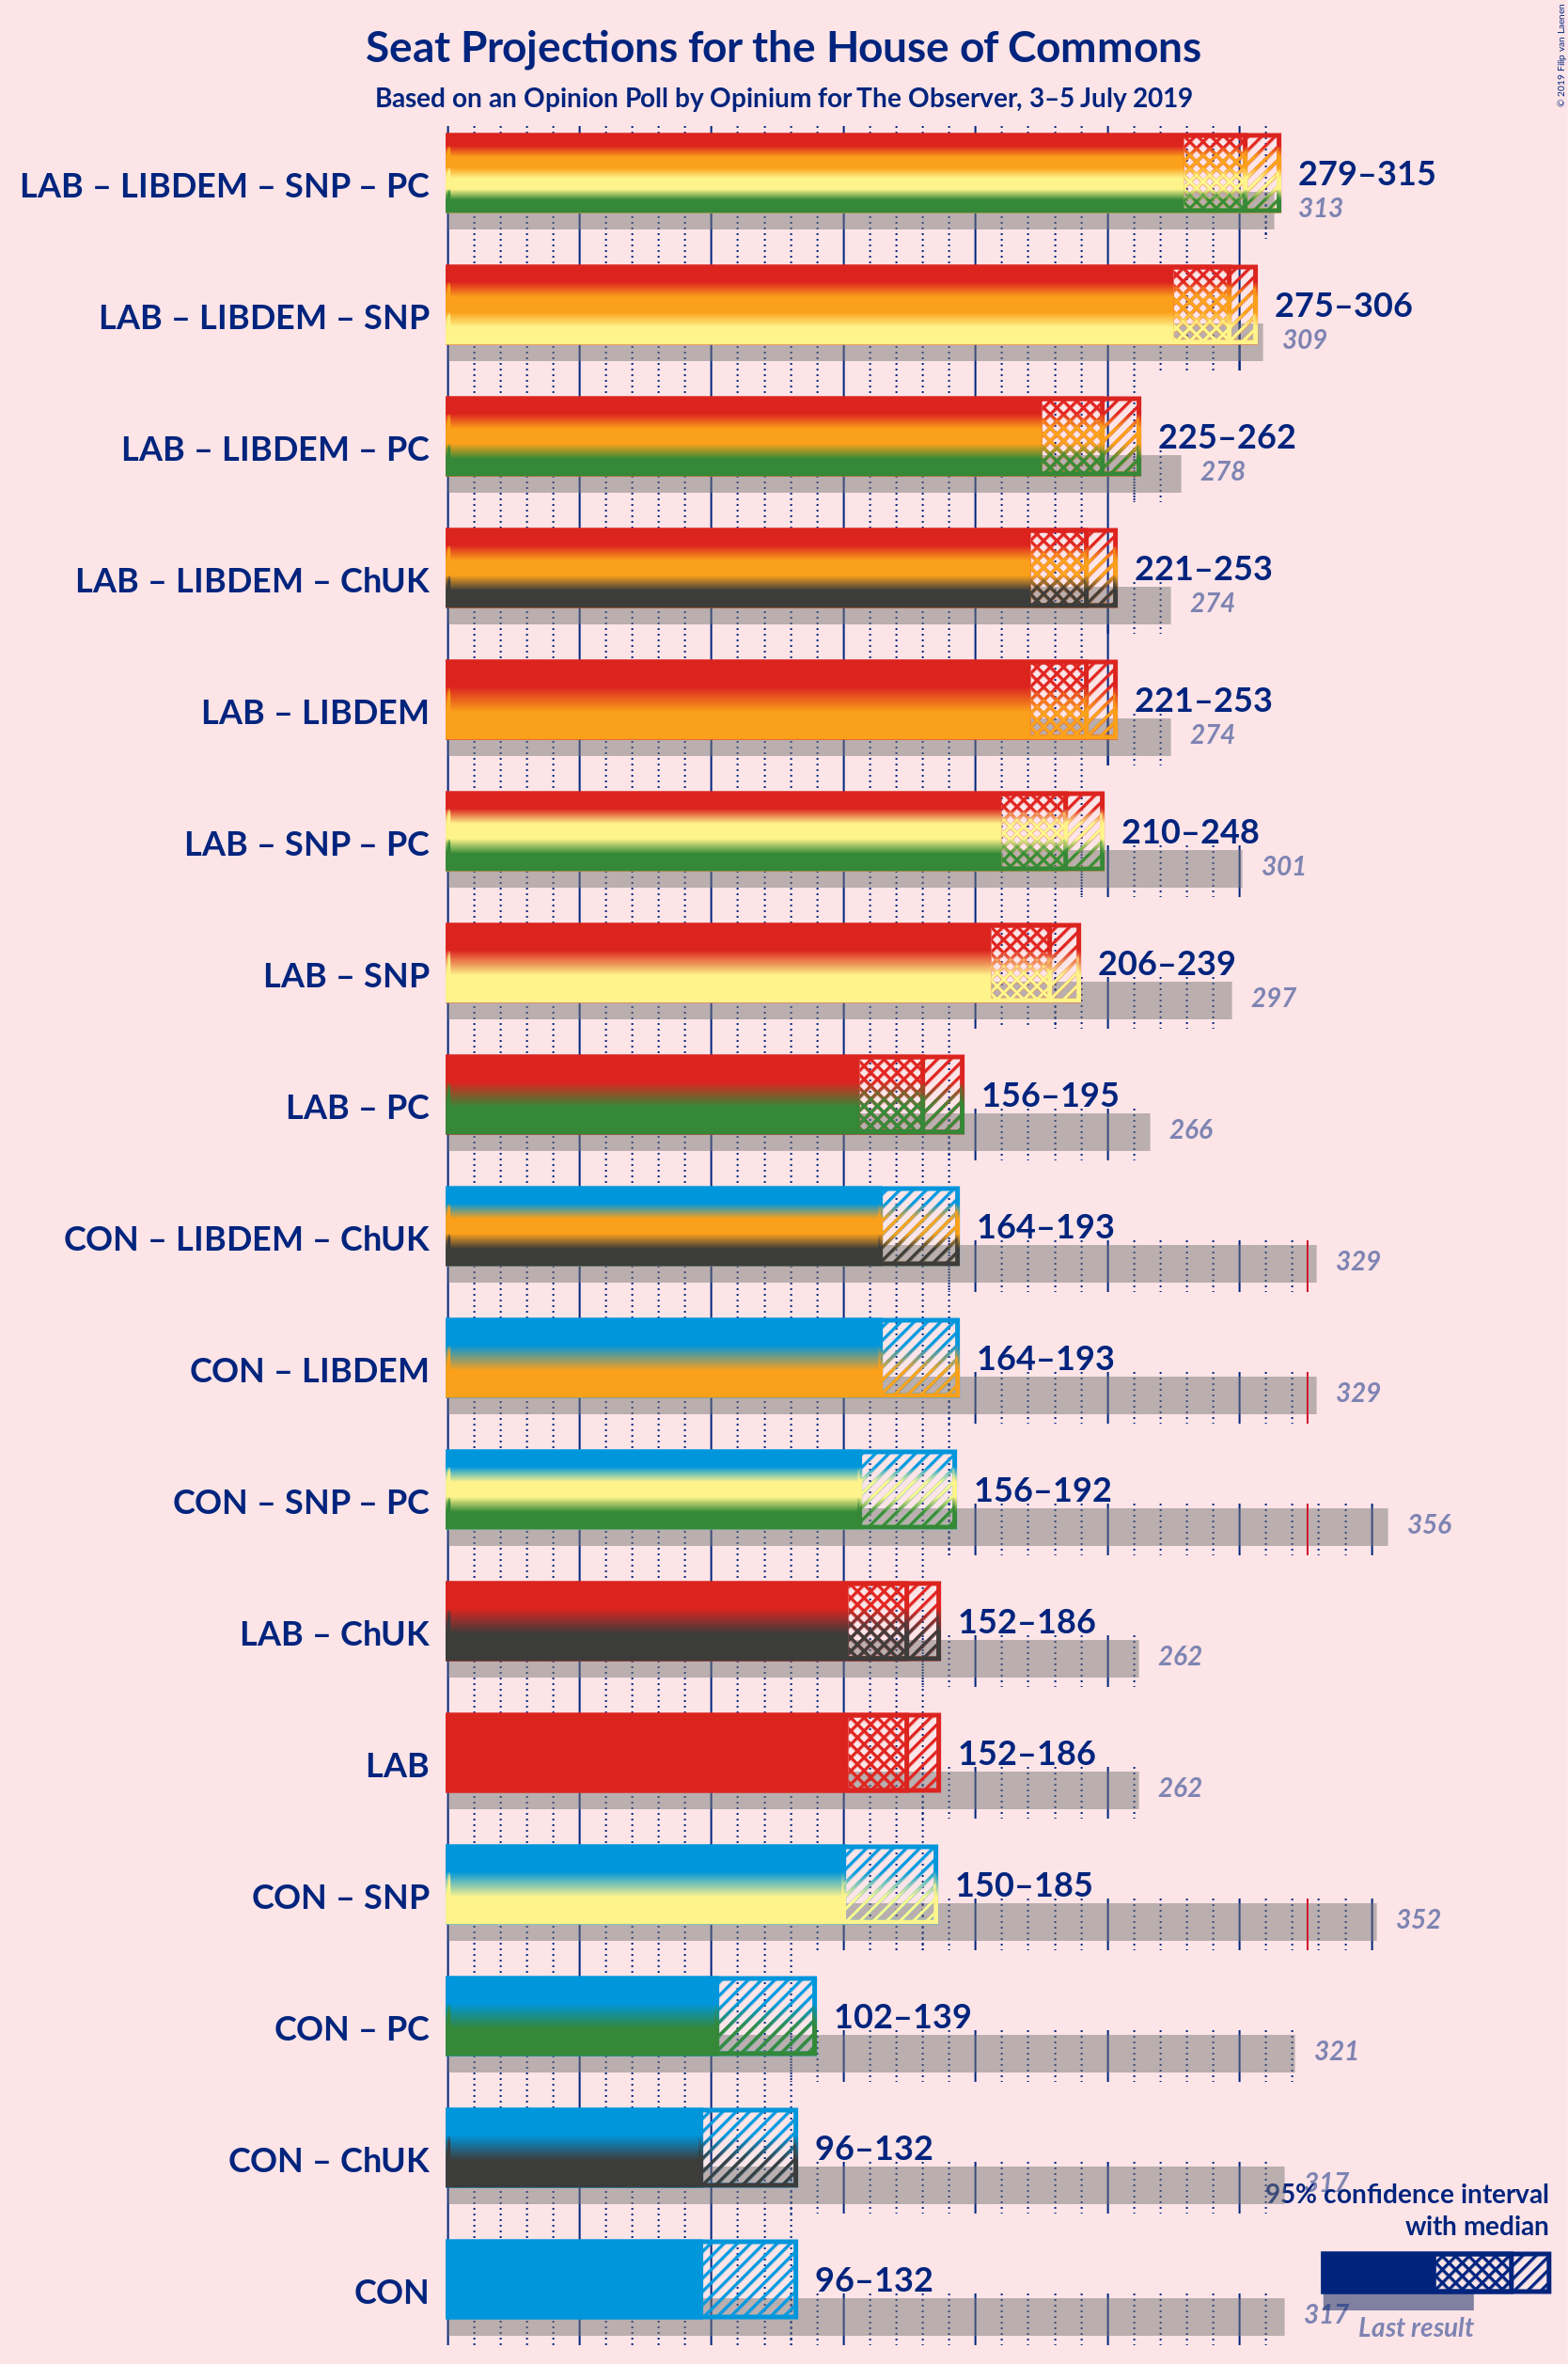 © 2019 Filip van Laenen
Seat Projections for the House of Commons
Based on an Opinion Poll by Opinium for The Observer, 3–5 July 2019
LAB – LIBDEM – SNP – PC
279–315
313
LAB – LIBDEM – SNP
275–306
309
LAB – LIBDEM – PC
225–262
278
LAB – LIBDEM – ChUK
221–253
274
LAB – LIBDEM
221–253
274
LAB – SNP – PC
210–248
301
LAB – SNP
206–239
297
LAB – PC
156–195
266
CON – LIBDEM – ChUK
164–193
329
CON – LIBDEM
164–193
329
CON – SNP – PC
156–192
356
LAB – ChUK
152–186
262
LAB
152–186
262
CON – SNP
150–185
352
CON – PC
102–139
321
CON – ChUK
96–132
317
CON
96–132
317
95% confidence interval
with median
Last result